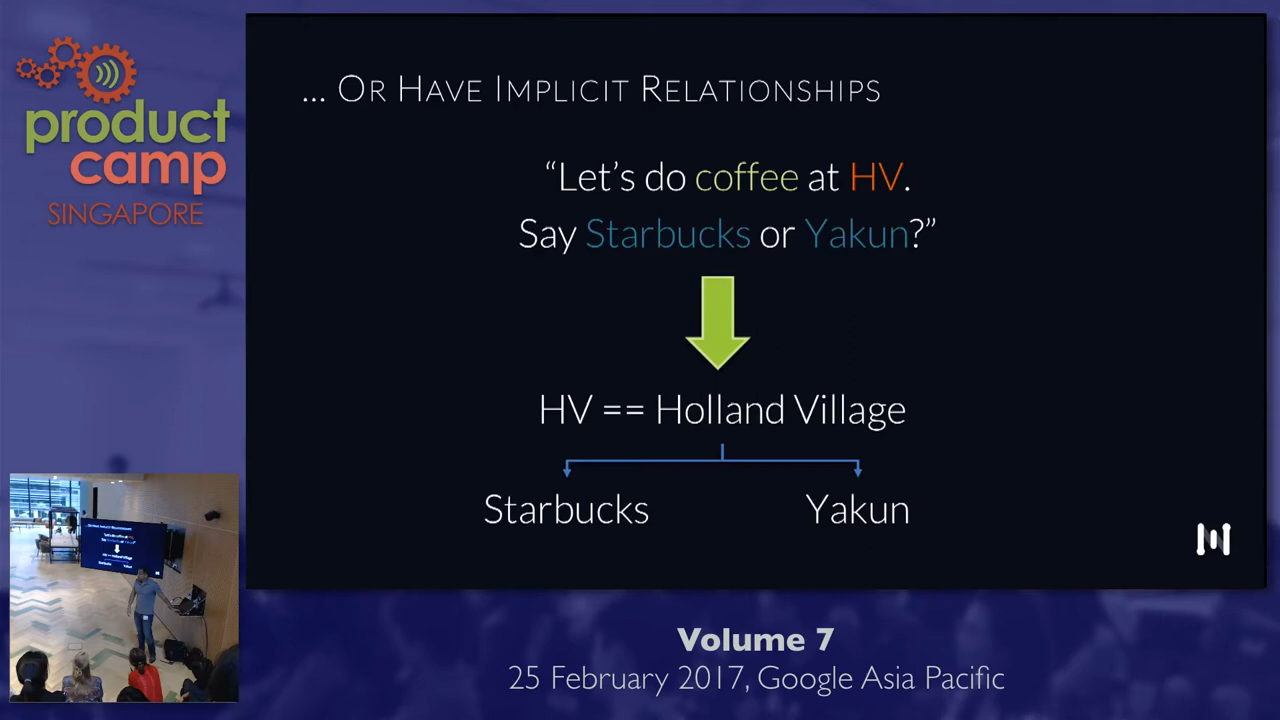 product
camp
SINGAPORE
... OR HAVE IMPLICIT RELATIONSHIPS
“Let’s do coffee at HV.
Say Starbucks or Yakun?”
HV == Holland Village
Starbucks Yakun
Volume 7
25 February 2017, Google Asia Pacific